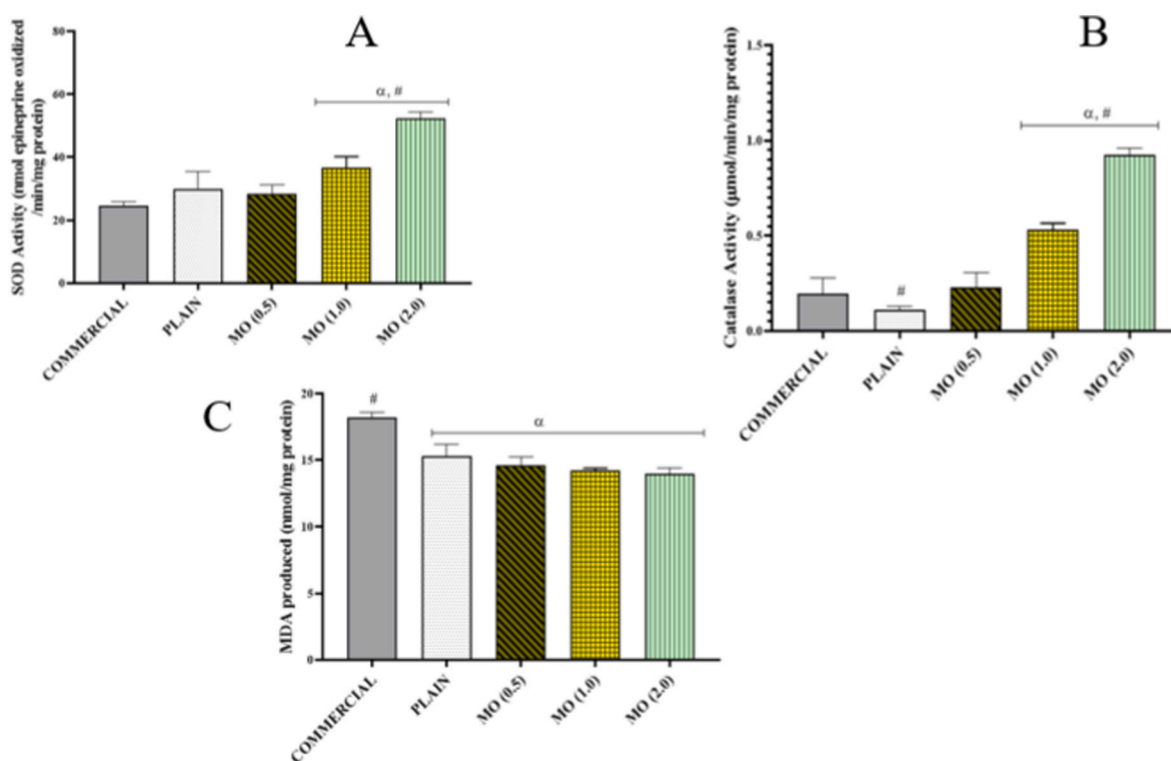 A
SOD Activity (nmol epineprine oxidized
/min/mg protein)
80
60
40
20
0
α, #
COMMERCIAL
PLAIN
MO (0.5)
MO (1.0)
MO (2.0)
B
Catalase Activity (μmol/min/mg protein)
1.5
1.0
0.5
0.0
#
α, #
COMMERCIAL
PLAIN
MO (0.5)
MO (1.0)
MO (2.0)
C
MDA produced (nmol/mg protein)
20
15
10
5
0
#
α
COMMERCIAL
PLAIN
MO (0.5)
MO (1.0)
MO (2.0)